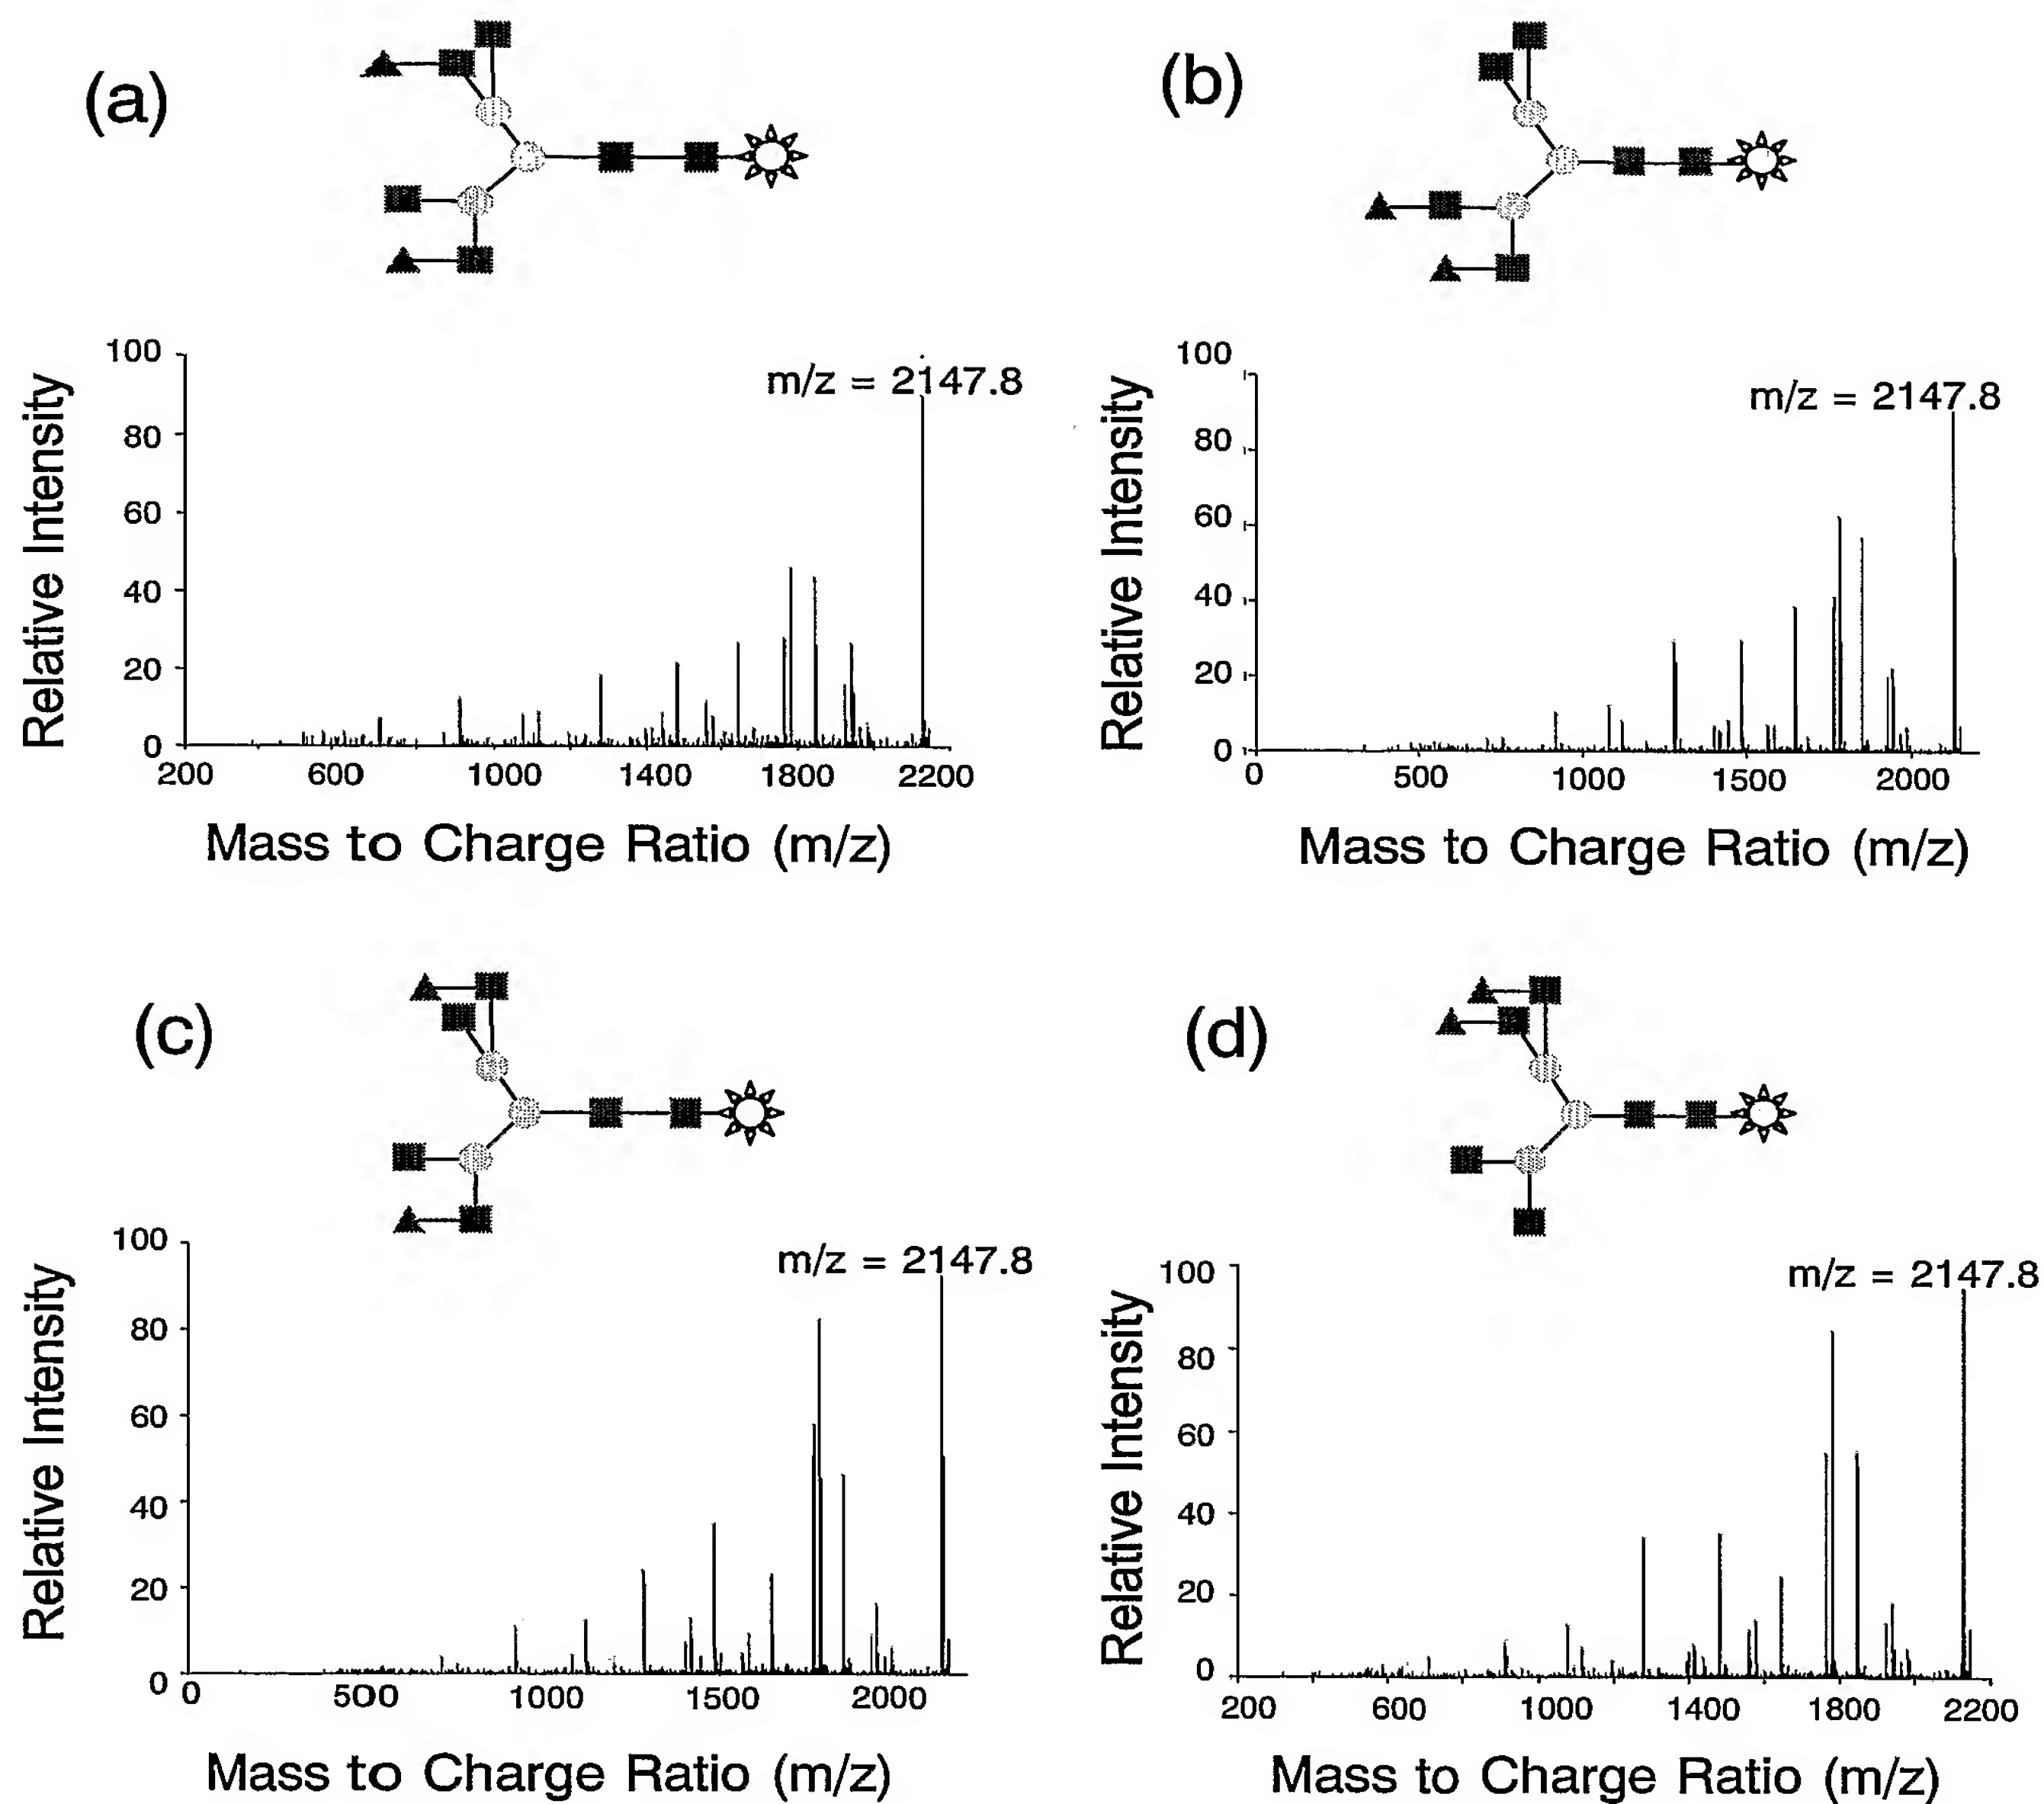 (a)
(b)
m/z = 2147.8
100
80
60
40
20
0
Relative Intensity
200 600 1000 1400 1800 2200
Mass to Charge Ratio (m/z)
m/z = 2147.8
100
80
60
40
20
0
Relative Intensity
0 500 1000 1500 2000
Mass to Charge Ratio (m/z)
(c)
(d)
m/z = 2147.8
100
80
60
40
20
0
Relative Intensity
0 500 1000 1500 2000
Mass to Charge Ratio (m/z)
m/z = 2147.8
100
80
60
40
20
0
Relative Intensity
200 600 1000 1400 1800 2200
Mass to Charge Ratio (m/z)